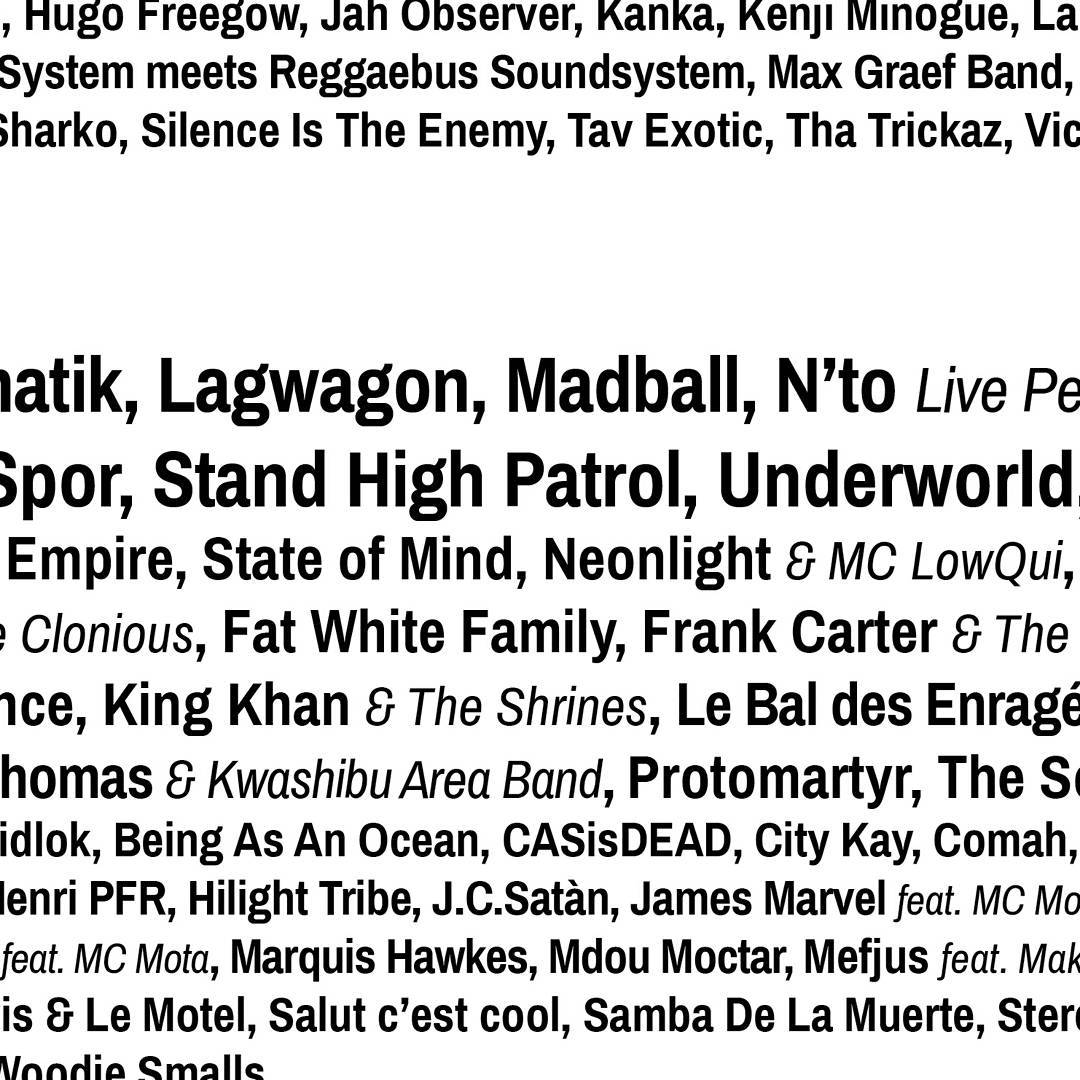 , Hugo Freegow, Jah Observer, Kanka, Kenji Minogue, La
System meets Reggaebus Soundsystem, Max Graef Band,
Sharko, Silence Is The Enemy, Tav Exotic, Tha Trickaz, Vic
matik, Lagwagon, Madball, N’to Live Pe
Spor, Stand High Patrol, Underworld,
Empire, State of Mind, Neonlight & MC LowQui,
e Clonious, Fat White Family, Frank Carter & The
nce, King Khan & The Shrines, Le Bal des Enragé
homas & Kwashibu Area Band, Protomartyr, The So
idlok, Being As An Ocean, CASisDEAD, City Kay, Comah,
Henri PFR, Hilight Tribe, J.C.Satàn, James Marvel feat. MC Mo
feat. MC Mota, Marquis Hawkes, Mdou Moctar, Mefjus feat. Mak
is & Le Motel, Salut c’est cool, Samba De La Muerte, Stere
Woodie Smalls